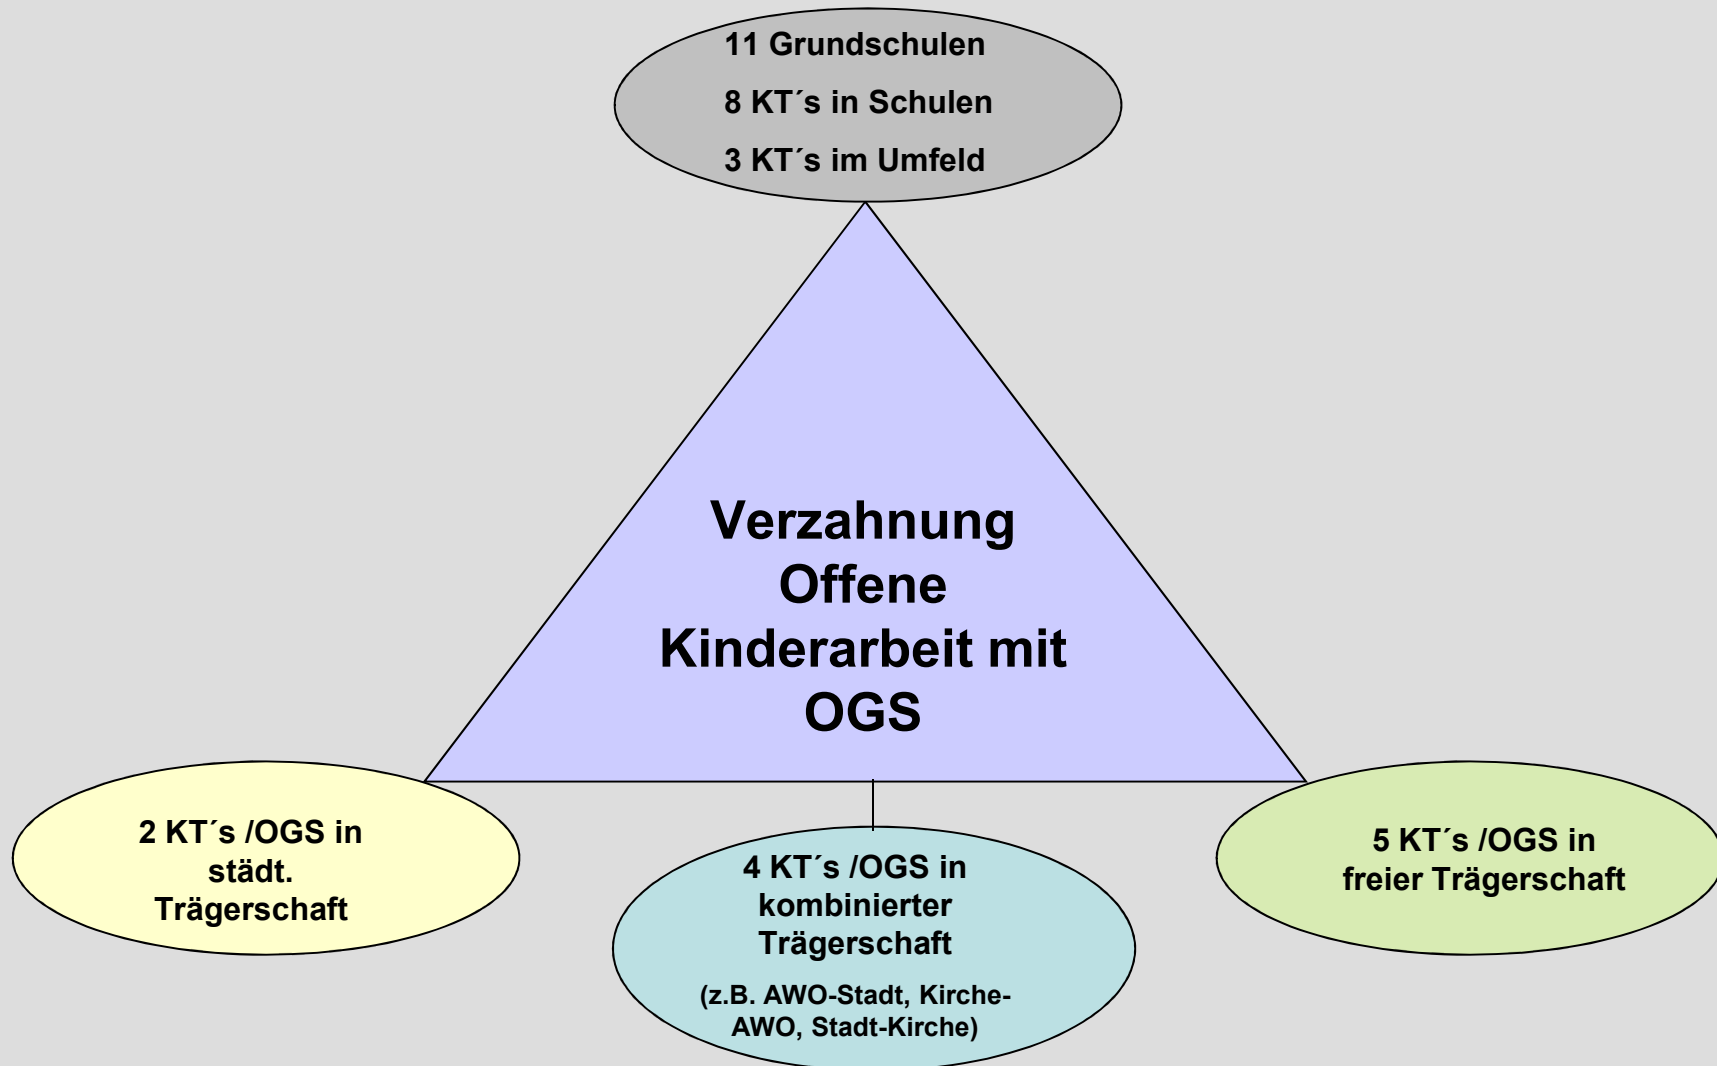 11 Grundschulen
8 KT´s in Schulen
3 KT´s im Umfeld
Verzahnung
Offene
Kinderarbeit mit
OGS
2 KT´s /OGS in
städt.
Trägerschaft
4 KT´s /OGS in
kombinierter
Trägerschaft
(z.B. AWO-Stadt, Kirche-
AWO, Stadt-Kirche)
5 KT´s /OGS in
freier Trägerschaft